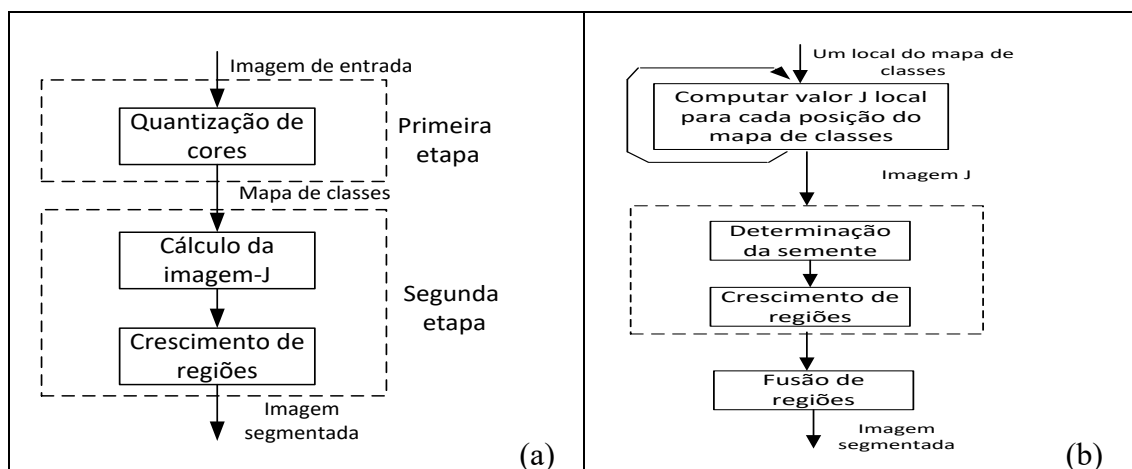 Imagem de entrada
Quantização de
cores
Primeira
etapa
Mapa de classes
Cálculo da
imagem-J
Segunda
etapa
Crescimento de
regiões
Imagem
segmentada
(a)
Um local do mapa de
classes
Computar valor J local
para cada posição do
mapa de classes
Imagem J
Determinação
da semente
Crescimento de
regiões
Fusão de
regiões
Imagem
segmentada
(b)